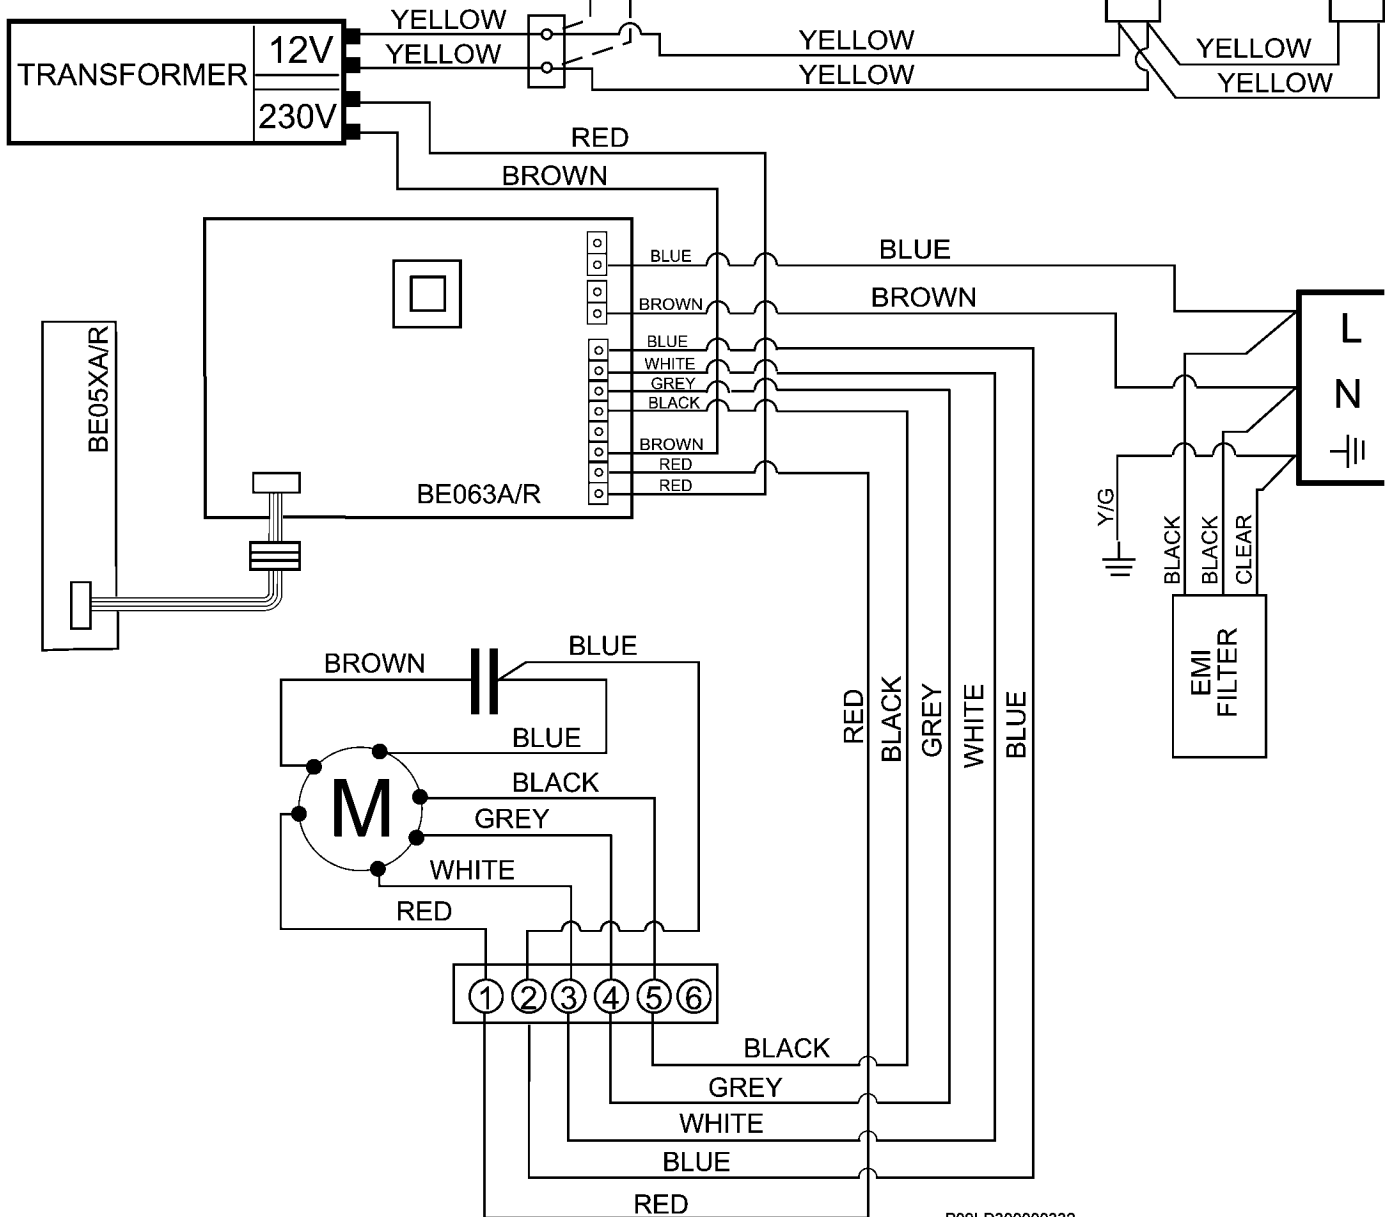 YELLOW
YELLOW
YELLOW
YELLOW
YELLOW
YELLOW
TRANSFORMER
12V
230V
RED
BROWN
BLUE
BLUE
BROWN
BROWN
BLUE
WHITE
GREY
BLACK
BROWN
RED
RED
BE05XA/R
BE063A/R
L
N
Y/G
BLACK
BLACK
CLEAR
EMI
FILTER
BROWN
BLUE
BLUE
BLACK
GREY
WHITE
RED
M
RED
BLACK
GREY
WHITE
BLUE
1 2 3 4 5 6
BLACK
GREY
WHITE
BLUE
RED